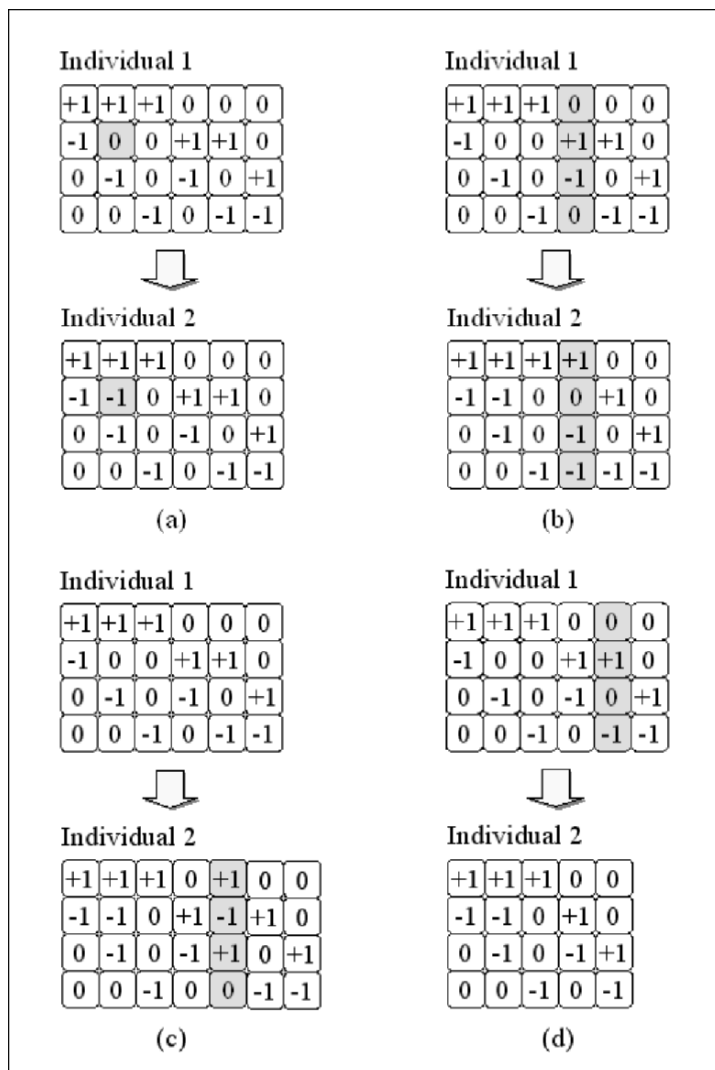 Individual 1
+1 +1 +1 0 0 0
-1 0 0 +1 +1 0
0 -1 0 -1 0 +1
0 0 -1 0 -1 -1
Individual 2
+1 +1 +1 0 0 0
-1 -1 0 +1 +1 0
0 -1 0 -1 0 +1
0 0 -1 0 -1 -1
(a)
Individual 1
+1 +1 +1 0 0 0
-1 0 0 +1 +1 0
0 -1 0 -1 0 +1
0 0 -1 0 -1 -1
Individual 2
+1 +1 +1 +1 0 0
-1 -1 0 0 +1 0
0 -1 0 -1 0 +1
0 0 -1 -1 -1 -1
(b)
Individual 1
+1 +1 +1 0 0 0
-1 0 0 +1 +1 0
0 -1 0 -1 0 +1
0 0 -1 0 -1 -1
Individual 2
+1 +1 +1 0 +1 0 0
-1 -1 0 +1 -1 +1 0
0 -1 0 -1 +1 0 +1
0 0 -1 0 0 -1 -1
(c)
Individual 1
+1 +1 +1 0 0 0
-1 0 0 +1 +1 0
0 -1 0 -1 0 +1
0 0 -1 0 -1 -1
Individual 2
+1 +1 +1 0 0
-1 -1 0 +1 0
0 -1 0 -1 +1
0 0 -1 0 -1
(d)